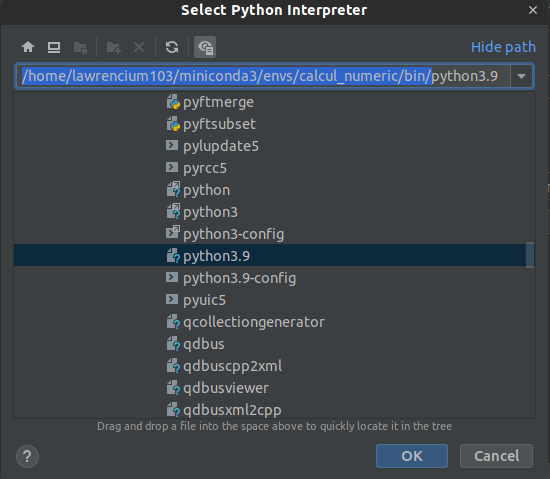 Select Python Interpreter
Hide path
/home/lawrencium103/miniconda3/envs/calcul_numeric/bin/python3.9
pyftmerge
pyftsubset
pylupdate5
pyrcc5
python
python3
python3-config
python3.9
python3.9-config
pyuic5
qcollectiongenerator
qdbus
qdbuscpp2xml
qdbusviewer
qdbusxml2cpp
Drag and drop a file into the space above to quickly locate it in the tree
? OK Cancel